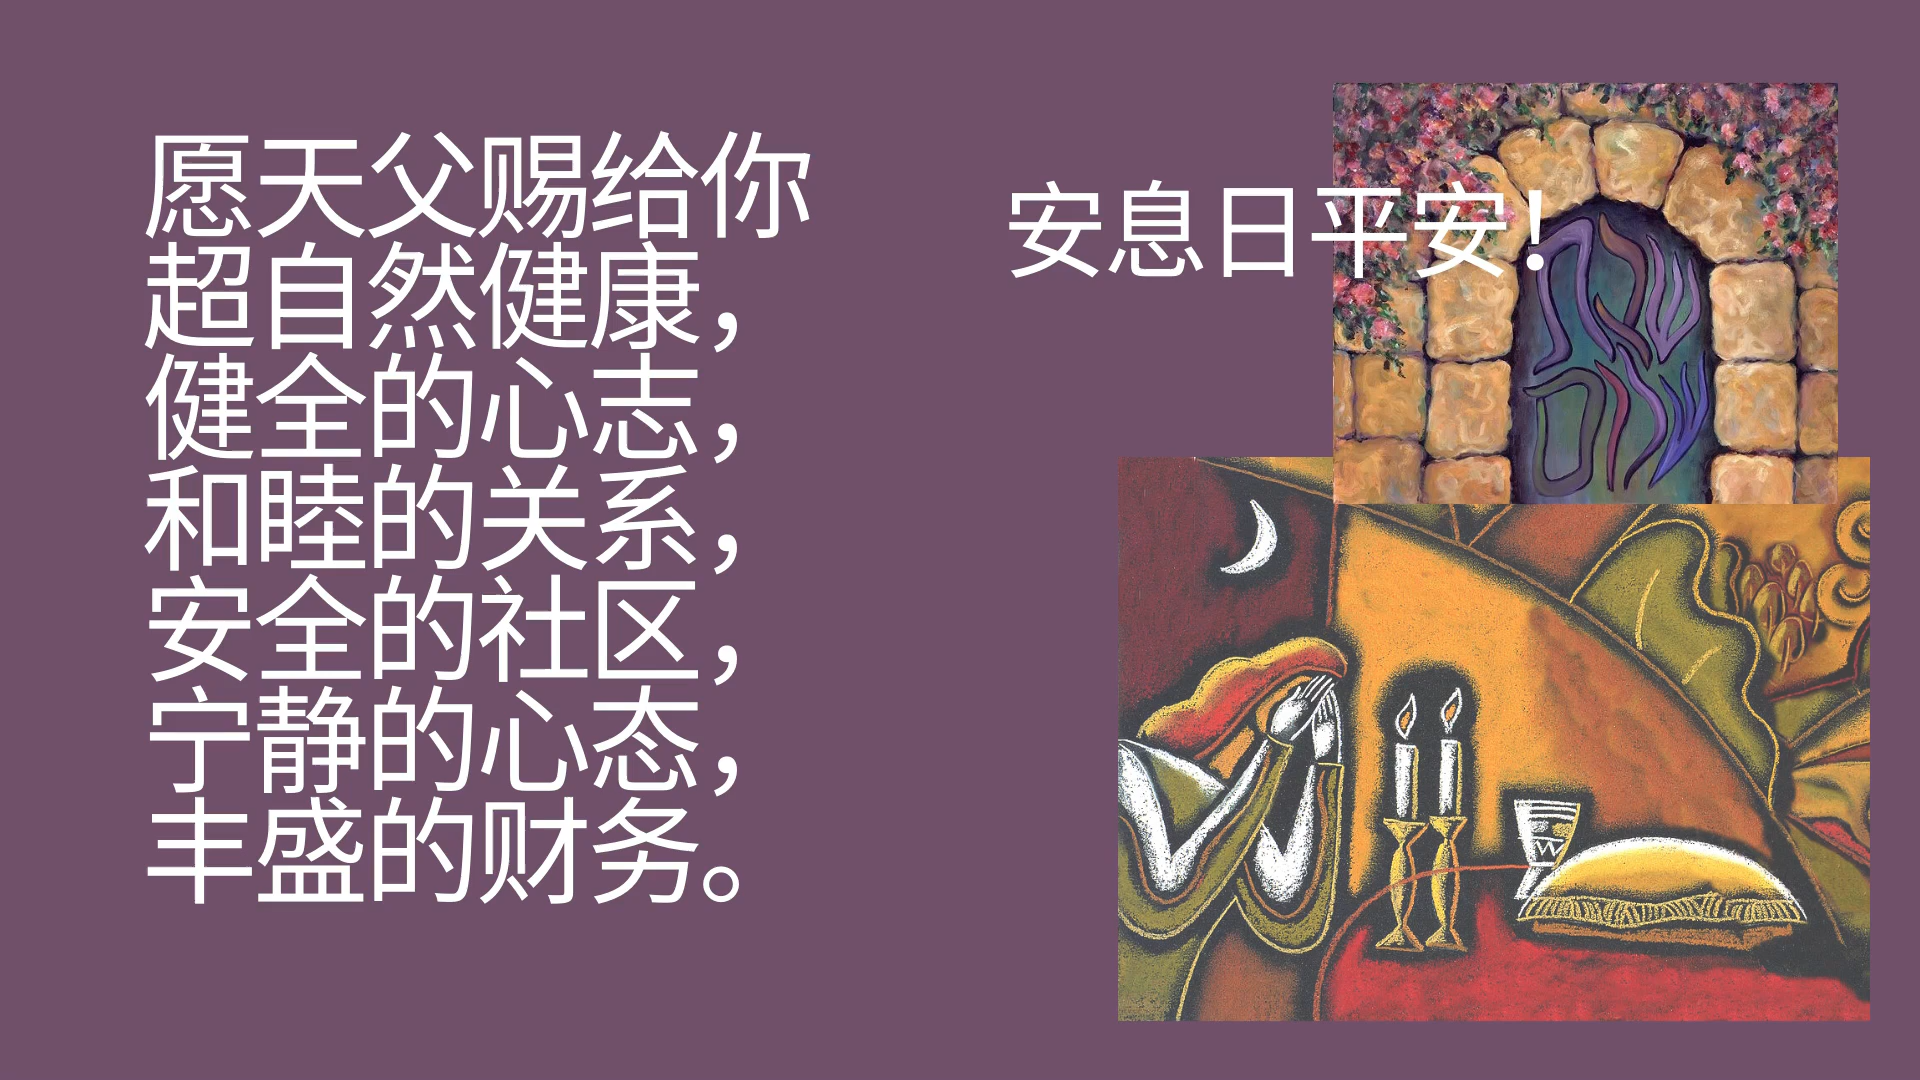 愿天父赐给你
超自然健康，
健全的心志，
和睦的关系，
安全的社区，
宁静的心态，
丰盛的财务。
安息日平安！
שבת
שלום